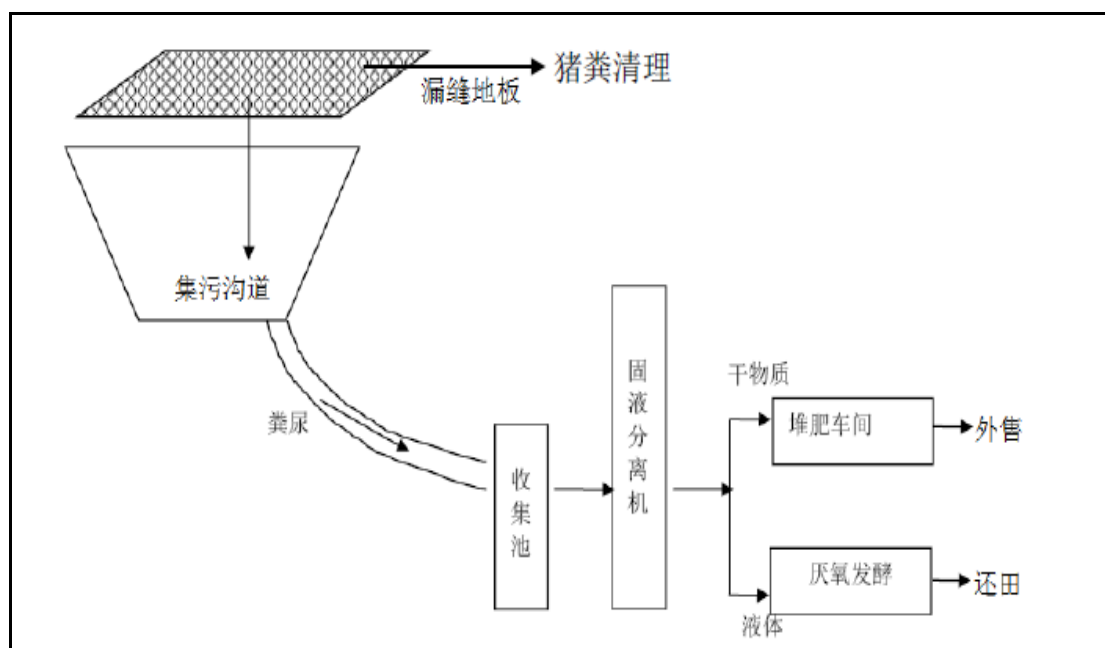 猪粪清理
漏缝地板
集污沟道
粪尿
收集池
固液分离机
干物质
堆肥车间
外售
厌氧发酵
还田
液体